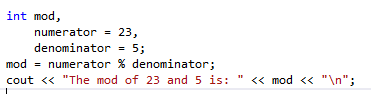 int mod,
    numerator = 23,
    denominator = 5;
mod = numerator % denominator;
cout << "The mod of 23 and 5 is: " << mod << "\n";